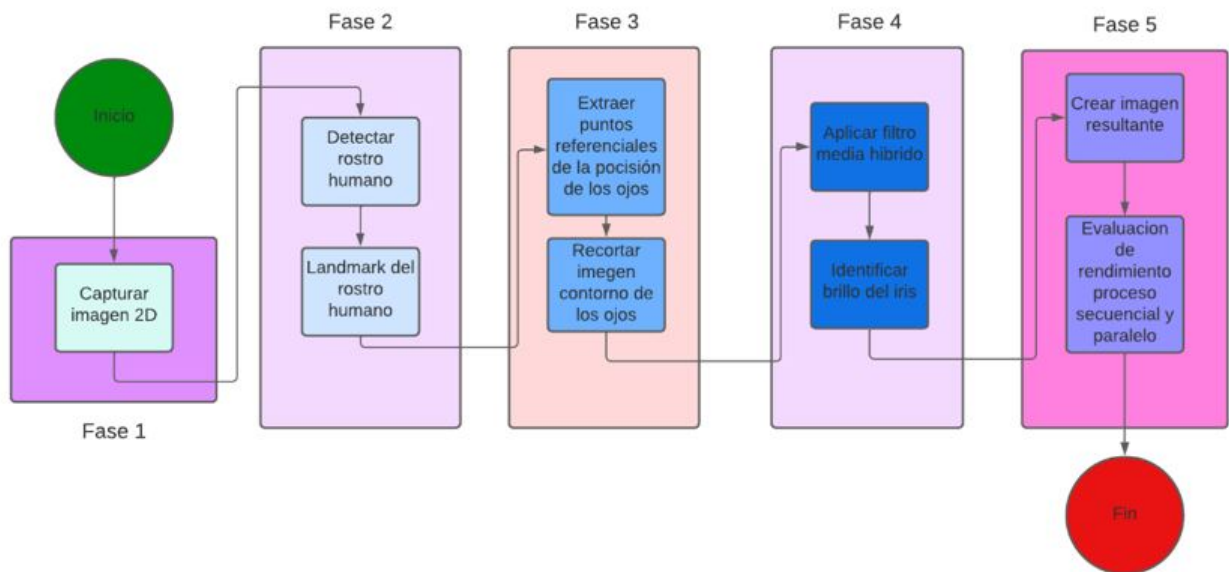 Inicio
Fase 1
Capturar
imagen 2D
Fase 2
Detectar
rostro
humano
Landmark del
rostro
humano
Fase 3
Extraer
puntos
referenciales
de la pocisión
de los ojos
Recortar
imegen
contorno de
los ojos
Fase 4
Aplicar filtro
media hibrido
Identificar
brillo del iris
Fase 5
Crear imagen
resultante
Evaluacion
de
rendimiento
proceso
secuencial y
paralelo
Fin